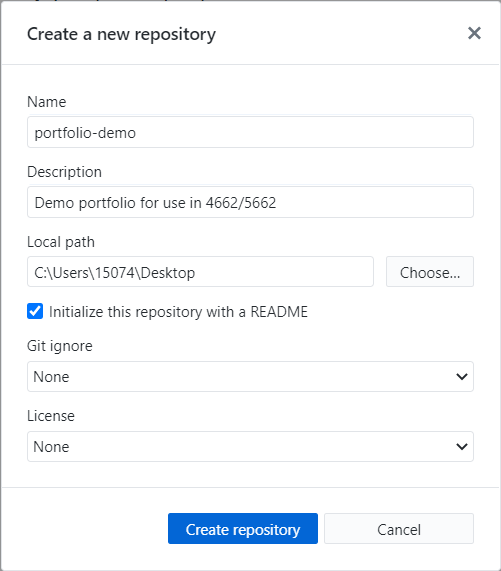 Create a new repository
Name
portfolio-demo
Description
Demo portfolio for use in 4662/5662
Local path
C:\Users\15074\Desktop
Choose...
Initialize this repository with a README
Git ignore
None
License
None
Create repository
Cancel